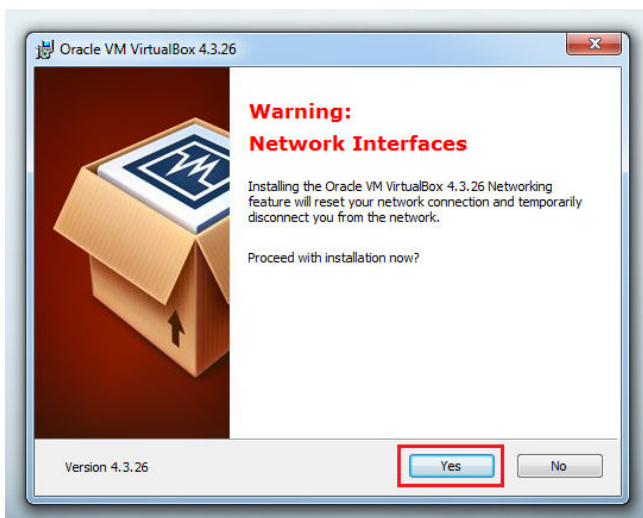 Oracle VM VirtualBox 4.3.26
Warning:
Network Interfaces
Installing the Oracle VM VirtualBox 4.3.26 Networking
feature will reset your network connection and temporarily
disconnect you from the network.
Proceed with installation now?
Version 4.3.26
Yes
No